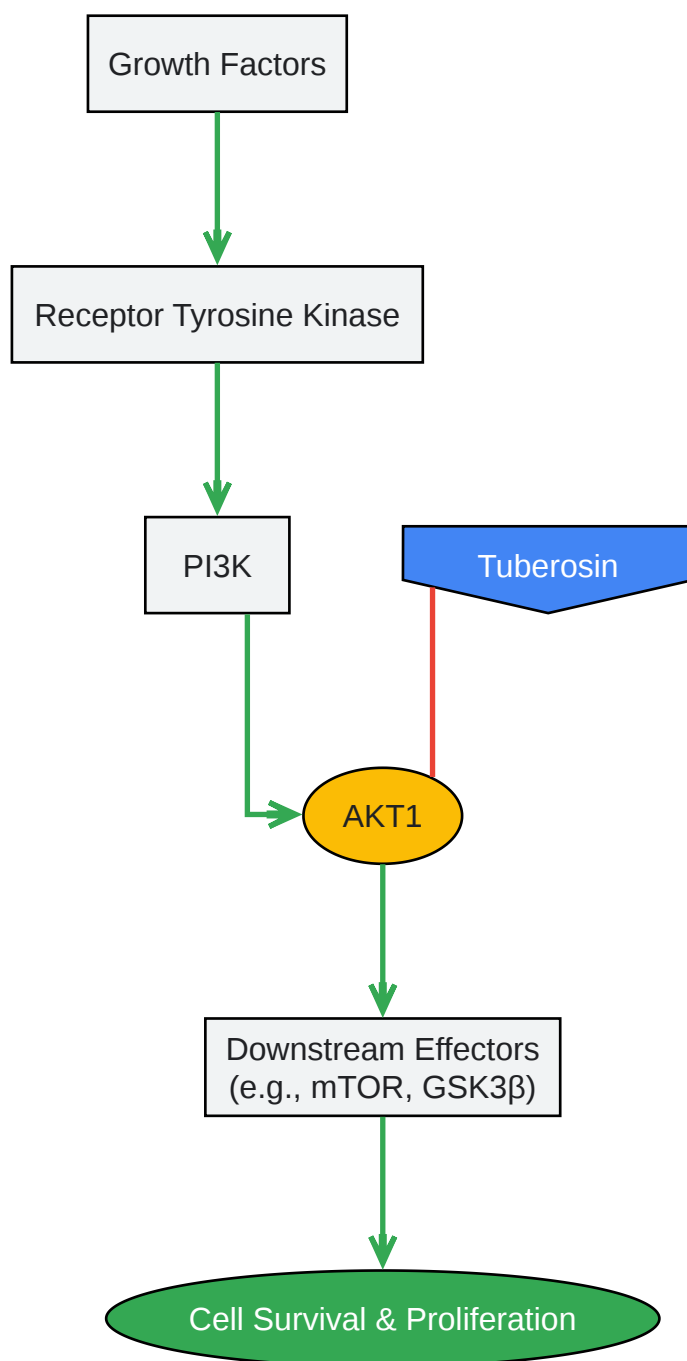 Growth Factors
Receptor Tyrosine Kinase
PI3K
Tuberosin
AKT1
Downstream Effectors
(e.g., mTOR, GSK3β)
Cell Survival & Proliferation